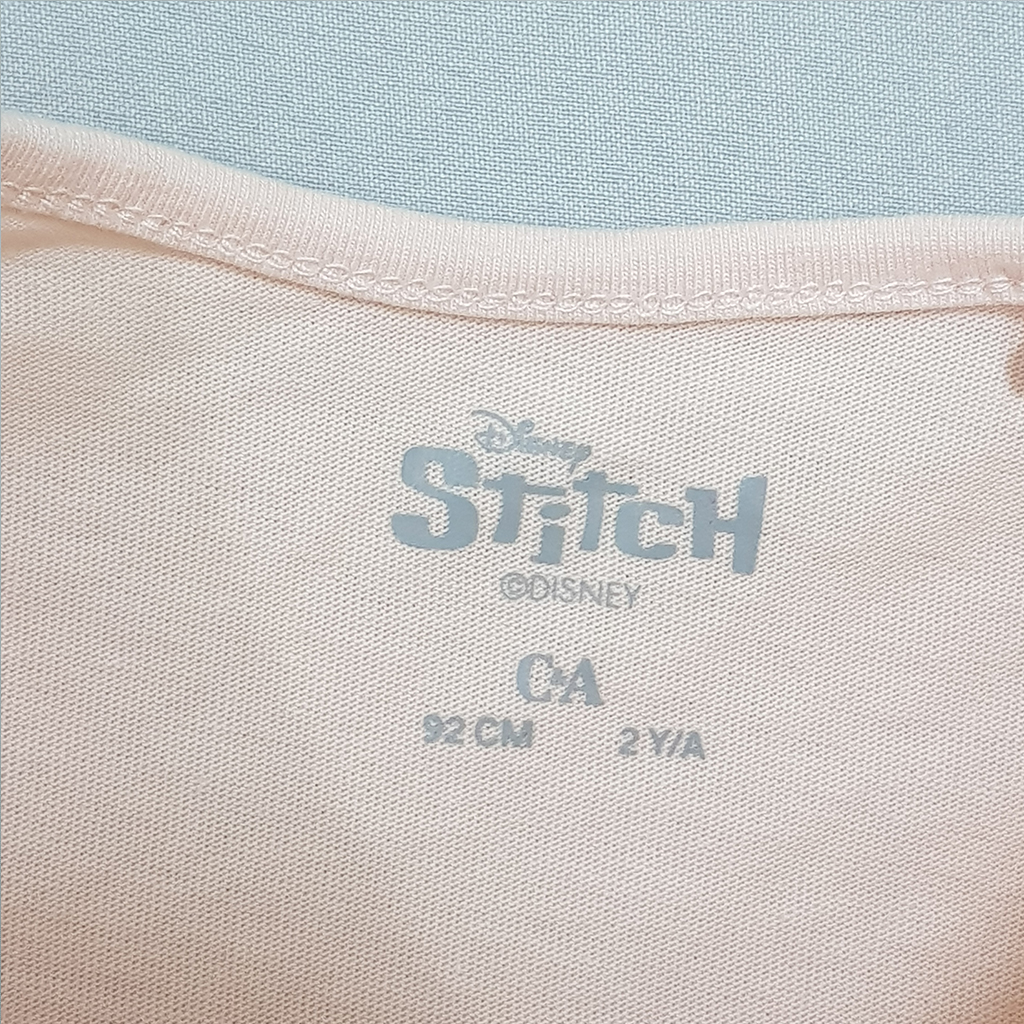 Disney
Stitch
©DISNEY
C&A
92 CM 2 Y/A